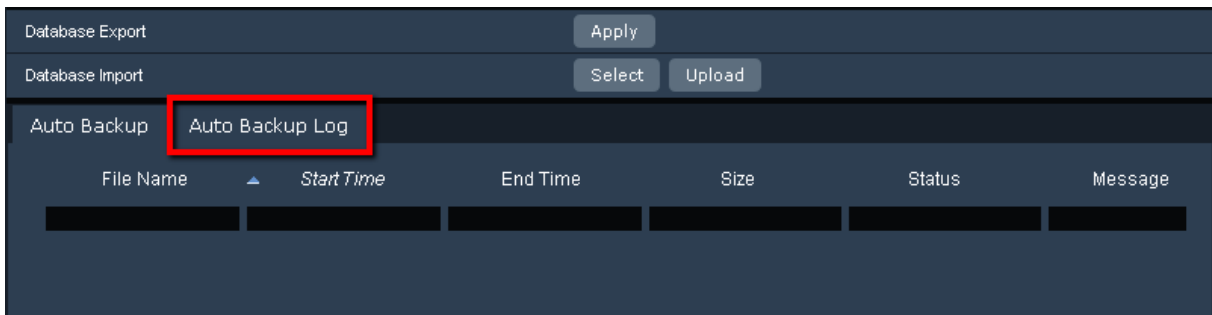 Database Export Apply
Database Import Select Upload
Auto Backup Auto Backup Log
File Name Start Time End Time Size Status Message